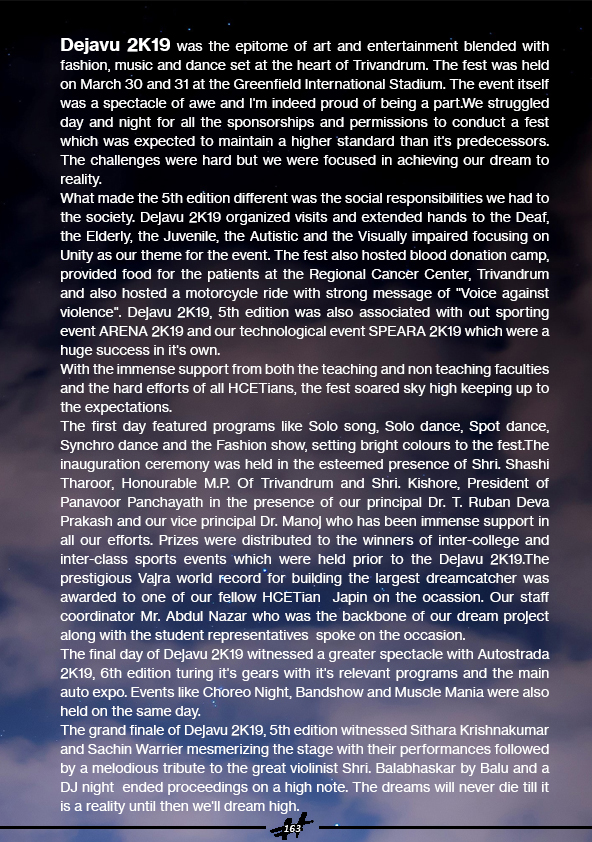 Dejavu 2K19 was the epitome of art and entertainment blended with
fashion, music and dance set at the heart of Trivandrum. The fest was held
on March 30 and 31 at the Greenfield International Stadium. The event itself
was a spectacle of awe and I'm indeed proud of being a part.We struggled
day and night for all the sponsorships and permissions to conduct a fest
which was expected to maintain a higher standard than it's predecessors.
The challenges were hard but we were focused in achieving our dream to
reality.
What made the 5th edition different was the social responsibilities we had to
the society. Dejavu 2K19 organized visits and extended hands to the Deaf,
the Elderly, the Juvenile, the Autistic and the Visually impaired focusing on
Unity as our theme for the event. The fest also hosted blood donation camp,
provided food for the patients at the Regional Cancer Center, Trivandrum
and also hosted a motorcycle ride with strong message of "Voice against
violence". Dejavu 2K19, 5th edition was also associated with out sporting
event ARENA 2K19 and our technological event SPEARA 2K19 which were a
huge success in it's own.
With the immense support from both the teaching and non teaching faculties
and the hard efforts of all HCETians, the fest soared sky high keeping up to
the expectations.
The first day featured programs like Solo song, Solo dance, Spot dance,
Synchro dance and the Fashion show, setting bright colours to the fest.The
inauguration ceremony was held in the esteemed presence of Shri. Shashi
Tharoor, Honourable M.P. Of Trivandrum and Shri. Kishore, President of
Panavoor Panchayath in the presence of our principal Dr. T. Ruban Deva
Prakash and our vice principal Dr. Manoj who has been immense support in
all our efforts. Prizes were distributed to the winners of inter-college and
inter-class sports events which were held prior to the Dejavu 2K19.The
prestigious Vajra world record for building the largest dreamcatcher was
awarded to one of our fellow HCETian Japin on the ocassion. Our staff
coordinator Mr. Abdul Nazar who was the backbone of our dream project
along with the student representatives spoke on the occasion.
The final day of Dejavu 2K19 witnessed a greater spectacle with Autostrada
2K19, 6th edition turing it's gears with it's relevant programs and the main
auto expo. Events like Choreo Night, Bandshow and Muscle Mania were also
held on the same day.
The grand finale of Dejavu 2K19, 5th edition witnessed Sithara Krishnakumar
and Sachin Warrier mesmerizing the stage with their performances followed
by a melodious tribute to the great violinist Shri. Balabhaskar by Balu and a
DJ night ended proceedings on a high note. The dreams will never die till it
is a reality until then we'll dream high.
163